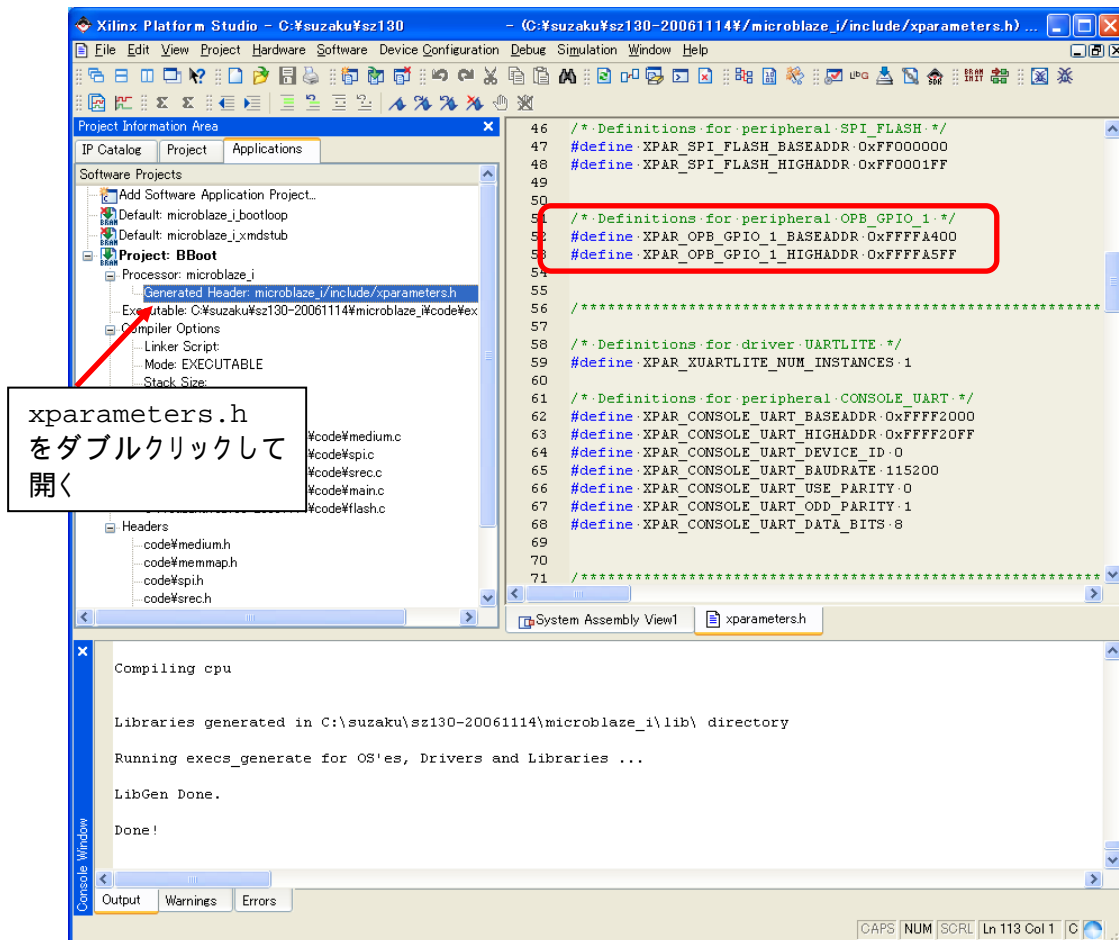 Xilinx Platform Studio - C:¥suzaku¥sz130 - (C:¥suzaku¥sz130-20061114¥/microblaze_i/include/xparameters.h) ...
File Edit View Project Hardware Software Device Configuration Debug Simulation Window Help
Project Information Area
IP Catalog Project Applications
Software Projects
Add Software Application Project...
Default: microblaze_i_bootloop
Default: microblaze_i_xmdstub
Project: BBoot
Processor: microblaze_i
Generated Header: microblaze_i/include/xparameters.h
Executable: C:¥suzaku¥sz130-20061114¥microblaze_i¥code¥ex
Compiler Options
Linker Script:
Mode: EXECUTABLE
Stack Size:
xparameters.h
をダブルクリックして
開く
¥code¥medium.c
¥code¥spi.c
¥code¥srec.c
¥code¥main.c
¥code¥flash.c
Headers
code¥medium.h
code¥memmap.h
code¥spi.h
code¥srec.h
46 /*·Definitions·for·peripheral·SPI_FLASH·*/
47 #define·XPAR_SPI_FLASH_BASEADDR·0xFF000000
48 #define·XPAR_SPI_FLASH_HIGHADDR·0xFF0001FF
49
50
51 /*·Definitions·for·peripheral·OPB_GPIO_1·*/
52 #define·XPAR_OPB_GPIO_1_BASEADDR·0xFFFFA400
53 #define·XPAR_OPB_GPIO_1_HIGHADDR·0xFFFFA5FF
54
55
56 /***********************************************************
57
58 /*·Definitions·for·driver·UARTLITE·*/
59 #define·XPAR_XUARTLITE_NUM_INSTANCES·1
60
61 /*·Definitions·for·peripheral·CONSOLE_UART·*/
62 #define·XPAR_CONSOLE_UART_BASEADDR·0xFFFF2000
63 #define·XPAR_CONSOLE_UART_HIGHADDR·0xFFFF20FF
64 #define·XPAR_CONSOLE_UART_DEVICE_ID·0
65 #define·XPAR_CONSOLE_UART_BAUDRATE·115200
66 #define·XPAR_CONSOLE_UART_USE_PARITY·0
67 #define·XPAR_CONSOLE_UART_ODD_PARITY·1
68 #define·XPAR_CONSOLE_UART_DATA_BITS·8
69
70
71 /***********************************************************
System Assembly View1 xparameters.h
Compiling cpu
Libraries generated in C:\suzaku\sz130-20061114\microblaze_i\lib\ directory
Running execs_generate for OS'es, Drivers and Libraries ...
LibGen Done.
Done!
Console Window
Output Warnings Errors
CAPS NUM SCRL Ln 113 Col 1 C